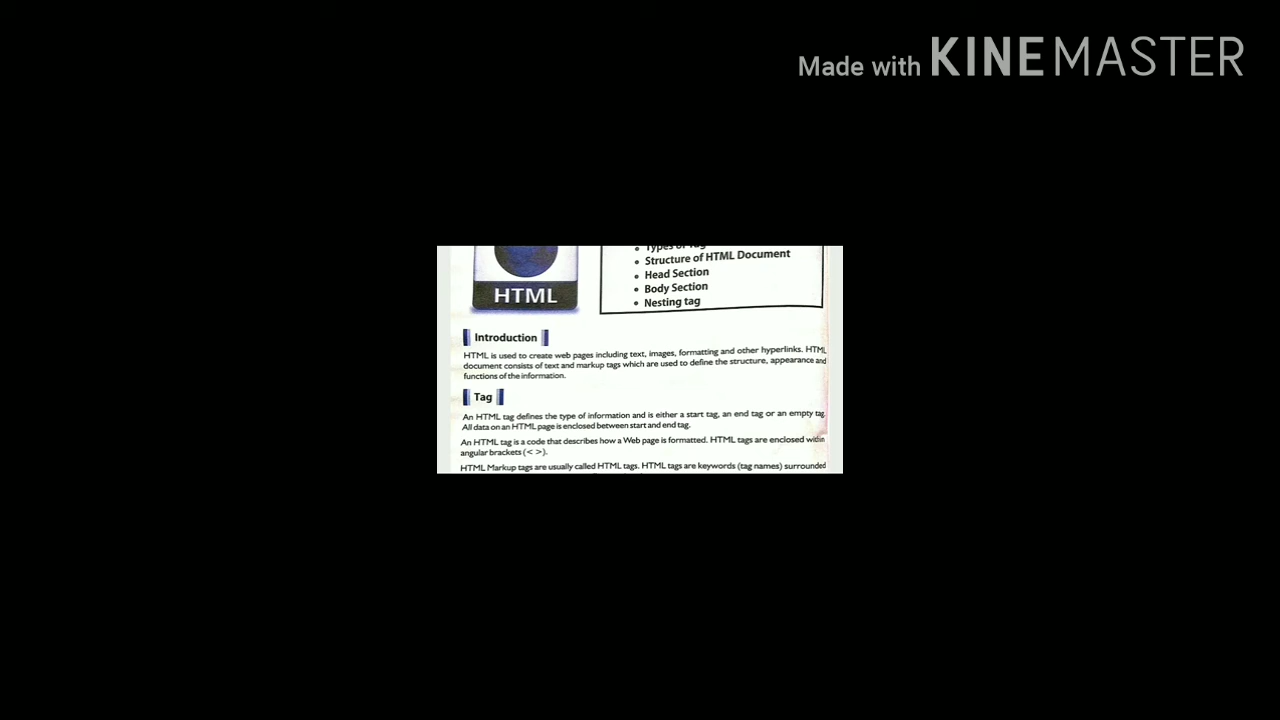 Made with KINEMASTER
Types of Tag
Structure of HTML Document
Head Section
Body Section
Nesting tag
HTML
Introduction
HTML is used to create web pages including text, images, formatting and other hyperlinks. HTML
document consists of text and markup tags which are used to define the structure, appearance and
functions of the information.
Tag
An HTML tag defines the type of information and is either a start tag, an end tag or an empty tag.
All data on an HTML page is enclosed between start and end tag.
An HTML tag is a code that describes how a Web page is formatted. HTML tags are enclosed within
angular brackets (< >).
HTML Markup tags are usually called HTML tags. HTML tags are keywords (tag names) surrounded